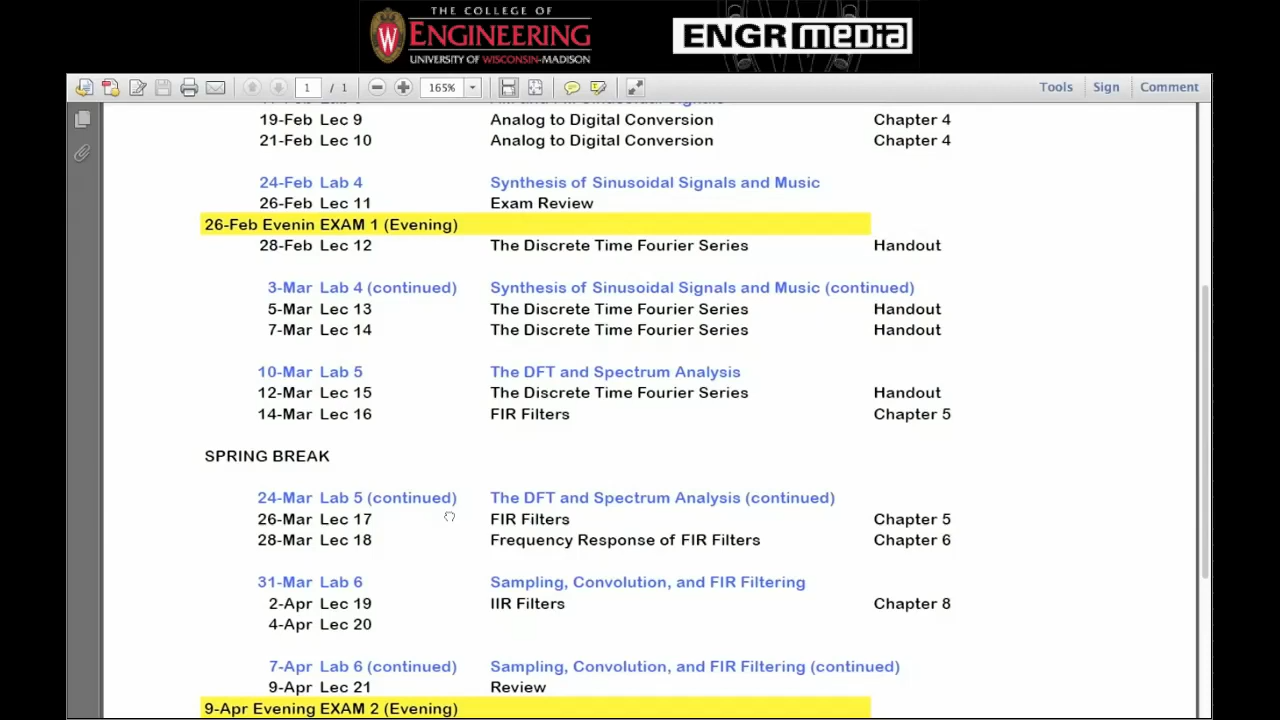 THE COLLEGE OF
ENGINEERING
UNIVERSITY OF WISCONSIN-MADISON
W
ENGR media
1 / 1 165% Tools Sign Comment
19-Feb Lec 9 Analog to Digital Conversion Chapter 4
21-Feb Lec 10 Analog to Digital Conversion Chapter 4
24-Feb Lab 4 Synthesis of Sinusoidal Signals and Music
26-Feb Lec 11 Exam Review
26-Feb Evenin EXAM 1 (Evening)
28-Feb Lec 12 The Discrete Time Fourier Series Handout
3-Mar Lab 4 (continued) Synthesis of Sinusoidal Signals and Music (continued)
5-Mar Lec 13 The Discrete Time Fourier Series Handout
7-Mar Lec 14 The Discrete Time Fourier Series Handout
10-Mar Lab 5 The DFT and Spectrum Analysis
12-Mar Lec 15 The Discrete Time Fourier Series Handout
14-Mar Lec 16 FIR Filters Chapter 5
SPRING BREAK
24-Mar Lab 5 (continued) The DFT and Spectrum Analysis (continued)
26-Mar Lec 17 FIR Filters Chapter 5
28-Mar Lec 18 Frequency Response of FIR Filters Chapter 6
31-Mar Lab 6 Sampling, Convolution, and FIR Filtering
2-Apr Lec 19 IIR Filters Chapter 8
4-Apr Lec 20
7-Apr Lab 6 (continued) Sampling, Convolution, and FIR Filtering (continued)
9-Apr Lec 21 Review
9-Apr Evening EXAM 2 (Evening)